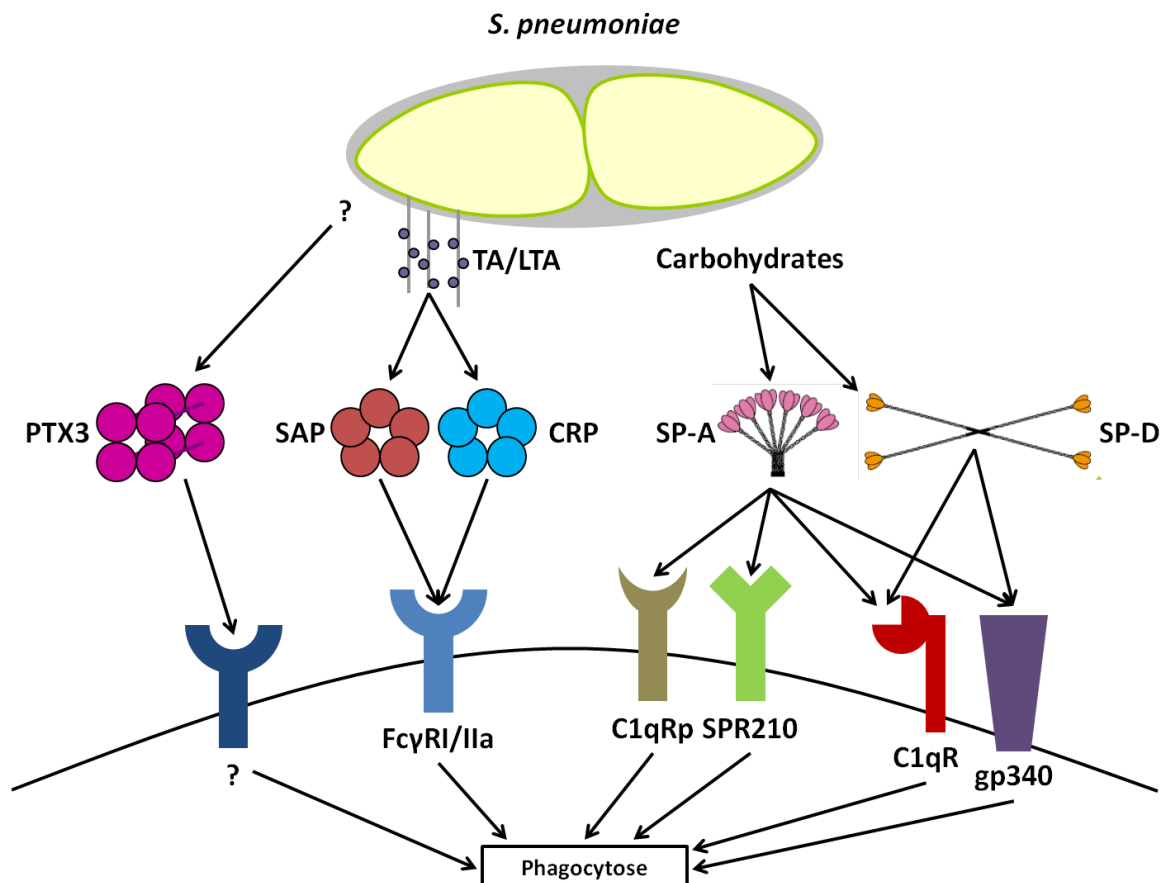 S. pneumoniae
?
TA/LTA
Carbohydrates
PTX3
SAP
CRP
SP-A
SP-D
FcγRI/IIa
C1qRp
SPR210
C1qR
gp340
?
Phagocytose